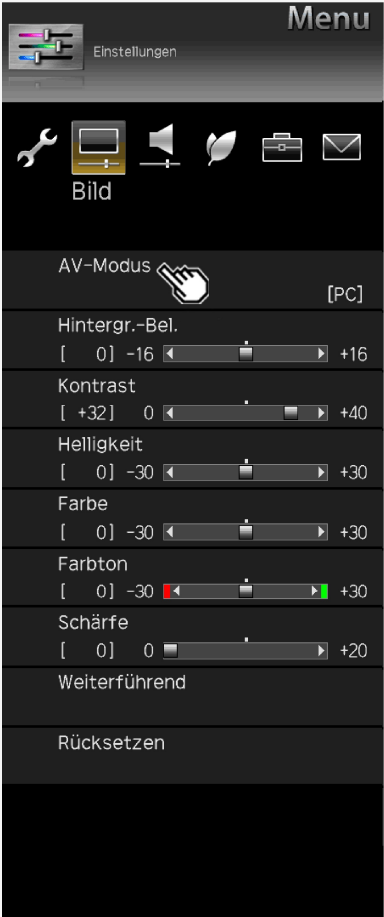 Menu
Einstellungen
Bild
AV-Modus
[PC]
Hintergr.-Bel.
[ 0] -16 +16
Kontrast
[ +32] 0 +40
Helligkeit
[ 0] -30 +30
Farbe
[ 0] -30 +30
Farbton
[ 0] -30 +30
Schärfe
[ 0] 0 +20
Weiterführend
Rücksetzen